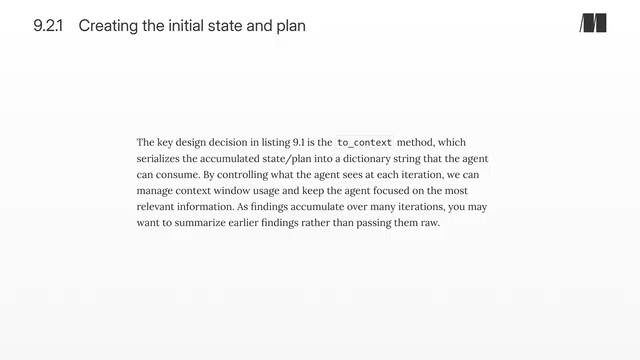 9.2.1 Creating the initial state and plan
The key design decision in listing 9.1 is the to_context method, which
serializes the accumulated state/plan into a dictionary string that the agent
can consume. By controlling what the agent sees at each iteration, we can
manage context window usage and keep the agent focused on the most
relevant information. As findings accumulate over many iterations, you may
want to summarize earlier findings rather than passing them raw.